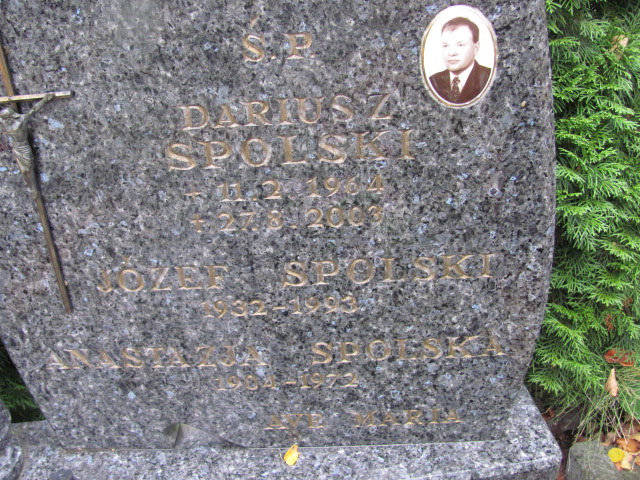 Ś. P.
DARIUSZ
SPOLSKI
* 11.2 1964
+ 27.8.2003
JÓZEF SPOLSKI
1932-1993
ANASTAZJA SPOLSKA
1904-1972
AVE MARIA